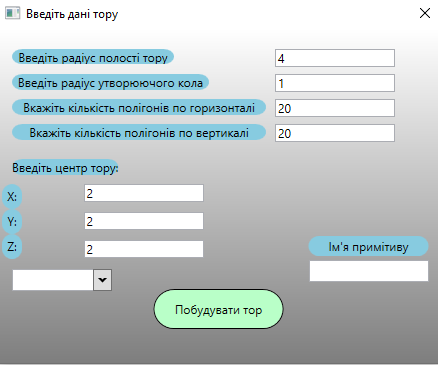 Введіть дані тору
Введіть радіус полості тору 4
Введіть радіус утворюючого кола 1
Вкажіть кількість полігонів по горизонталі 20
Вкажіть кількість полігонів по вертикалі 20
Введіть центр тору:
X: 2
Y: 2
Z: 2
Ім'я примітиву
Побудувати тор